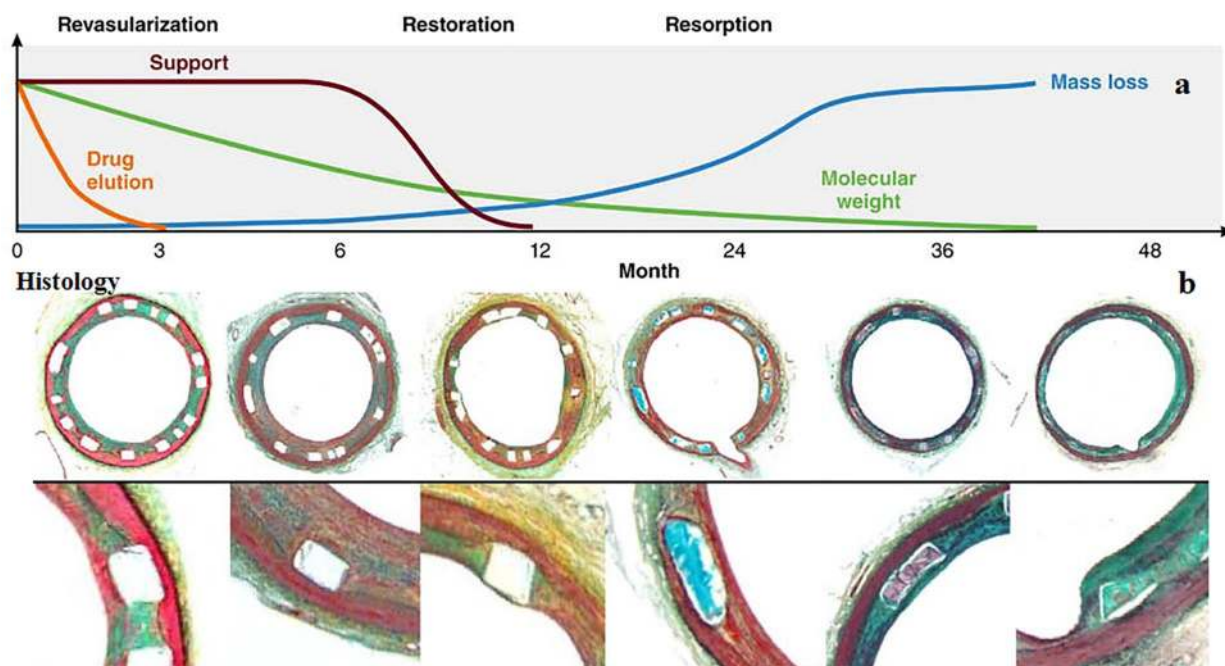 Revasularization Restoration Resorption
Support
Mass loss
a
Drug
elution
Molecular
weight
0 3 6 12 24 36 48
Month
Histology
b